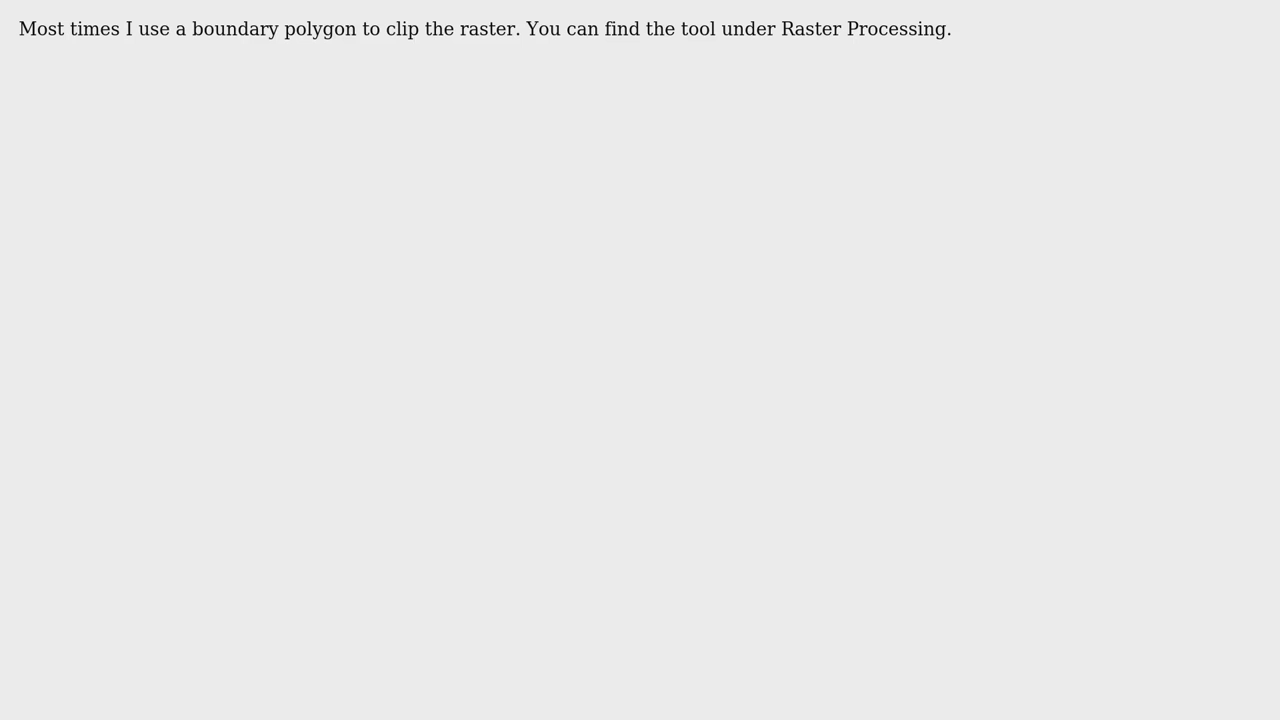 Most times I use a boundary polygon to clip the raster. You can find the tool under Raster Processing.